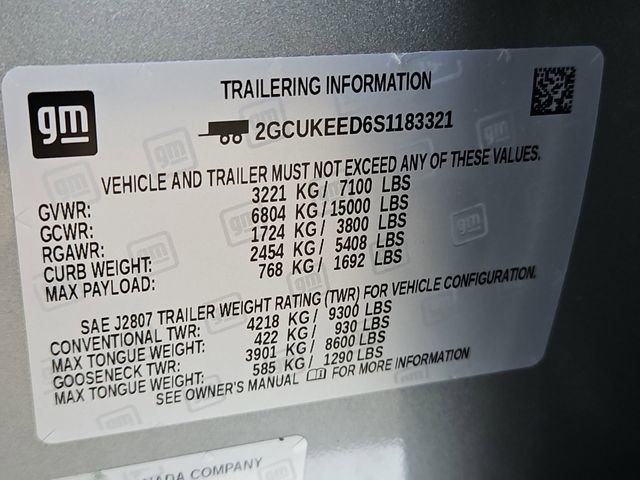 gm
TRAILERING INFORMATION
2GCUKEED6S1183321
VEHICLE AND TRAILER MUST NOT EXCEED ANY OF THESE VALUES.
GVWR: 3221 KG / 7100 LBS
GCWR: 6804 KG / 15000 LBS
RGAWR: 1724 KG / 3800 LBS
CURB WEIGHT: 2454 KG / 5408 LBS
MAX PAYLOAD: 768 KG / 1692 LBS
SAE J2807 TRAILER WEIGHT RATING (TWR) FOR VEHICLE CONFIGURATION.
CONVENTIONAL TWR: 4218 KG / 9300 LBS
MAX TONGUE WEIGHT: 422 KG / 930 LBS
GOOSENECK TWR: 3901 KG / 8600 LBS
MAX TONGUE WEIGHT: 585 KG / 1290 LBS
SEE OWNER'S MANUAL FOR MORE INFORMATION
COMPANY